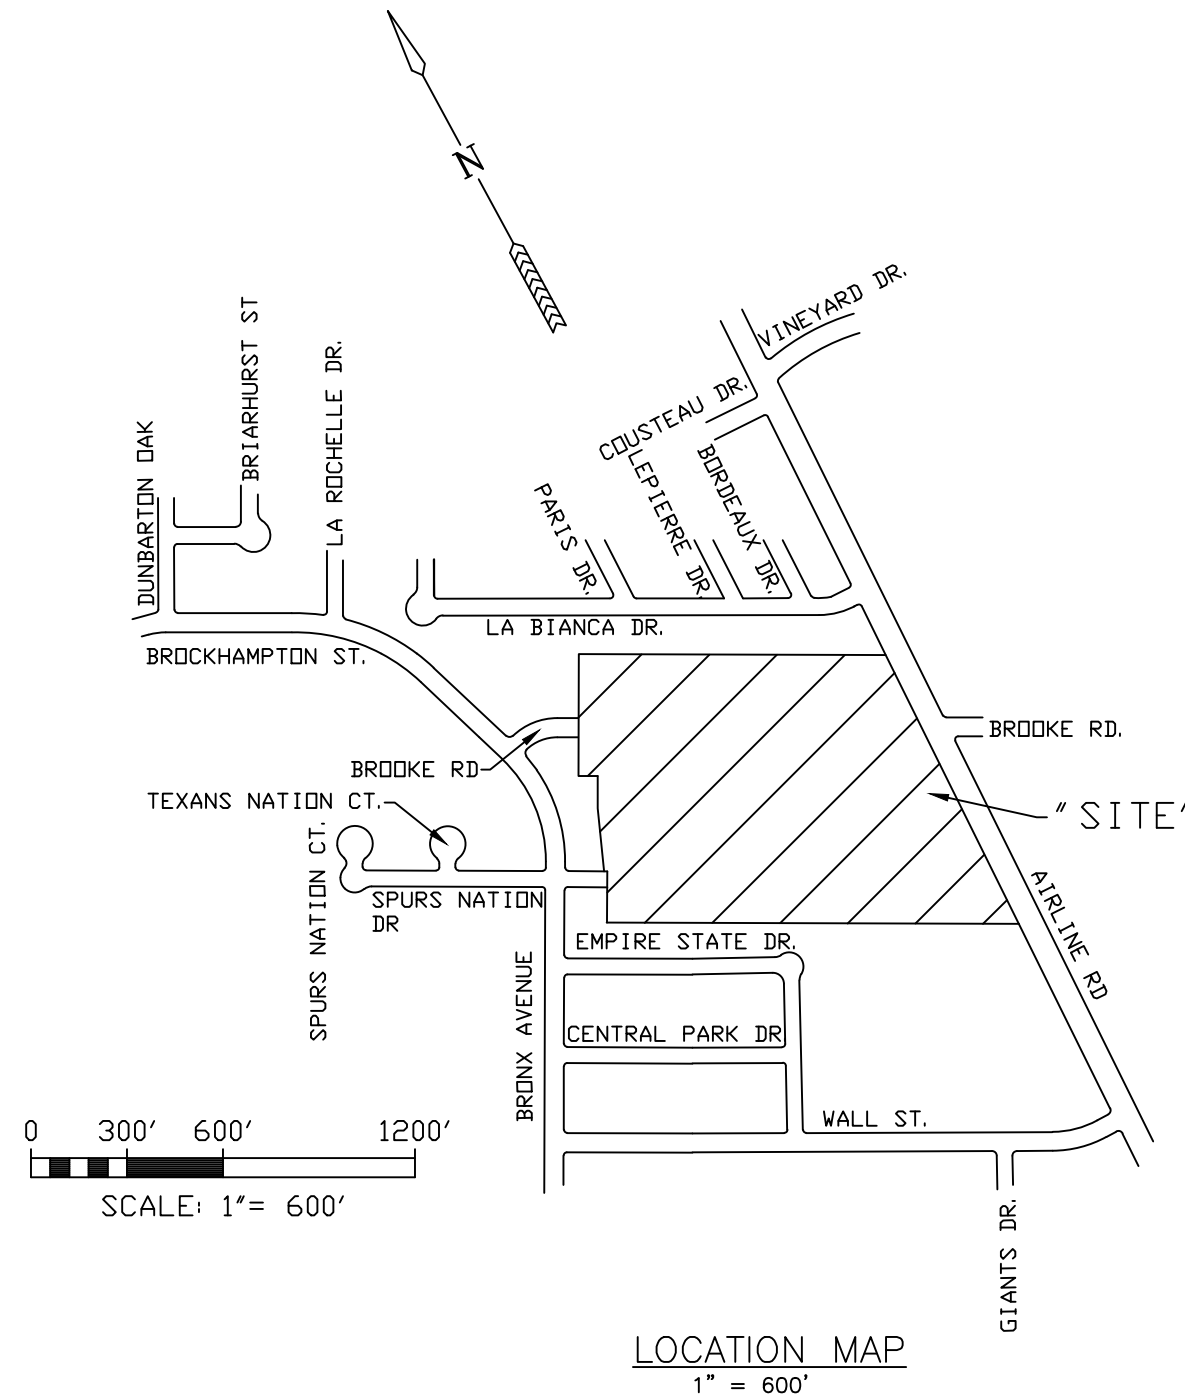 N
VINEYARD DR.
COUSTEAU DR.
BRIARHURST ST
LA ROCHELLE DR.
DUNBARTON OAK
PARIS DR.
LEPIERRE DR.
BORDEAUX DR.
LA BIANCA DR.
BROCKHAMPTON ST.
BROOKE RD.
BROOKE RD
TEXANS NATION CT.
"SITE"
SPURS NATION CT.
SPURS NATION
DR
AIRLINE RD
EMPIRE STATE DR.
BRONX AVENUE
CENTRAL PARK DR
WALL ST.
0 300' 600' 1200'
SCALE: 1"= 600'
GIANTS DR.
LOCATION MAP
1" = 600'